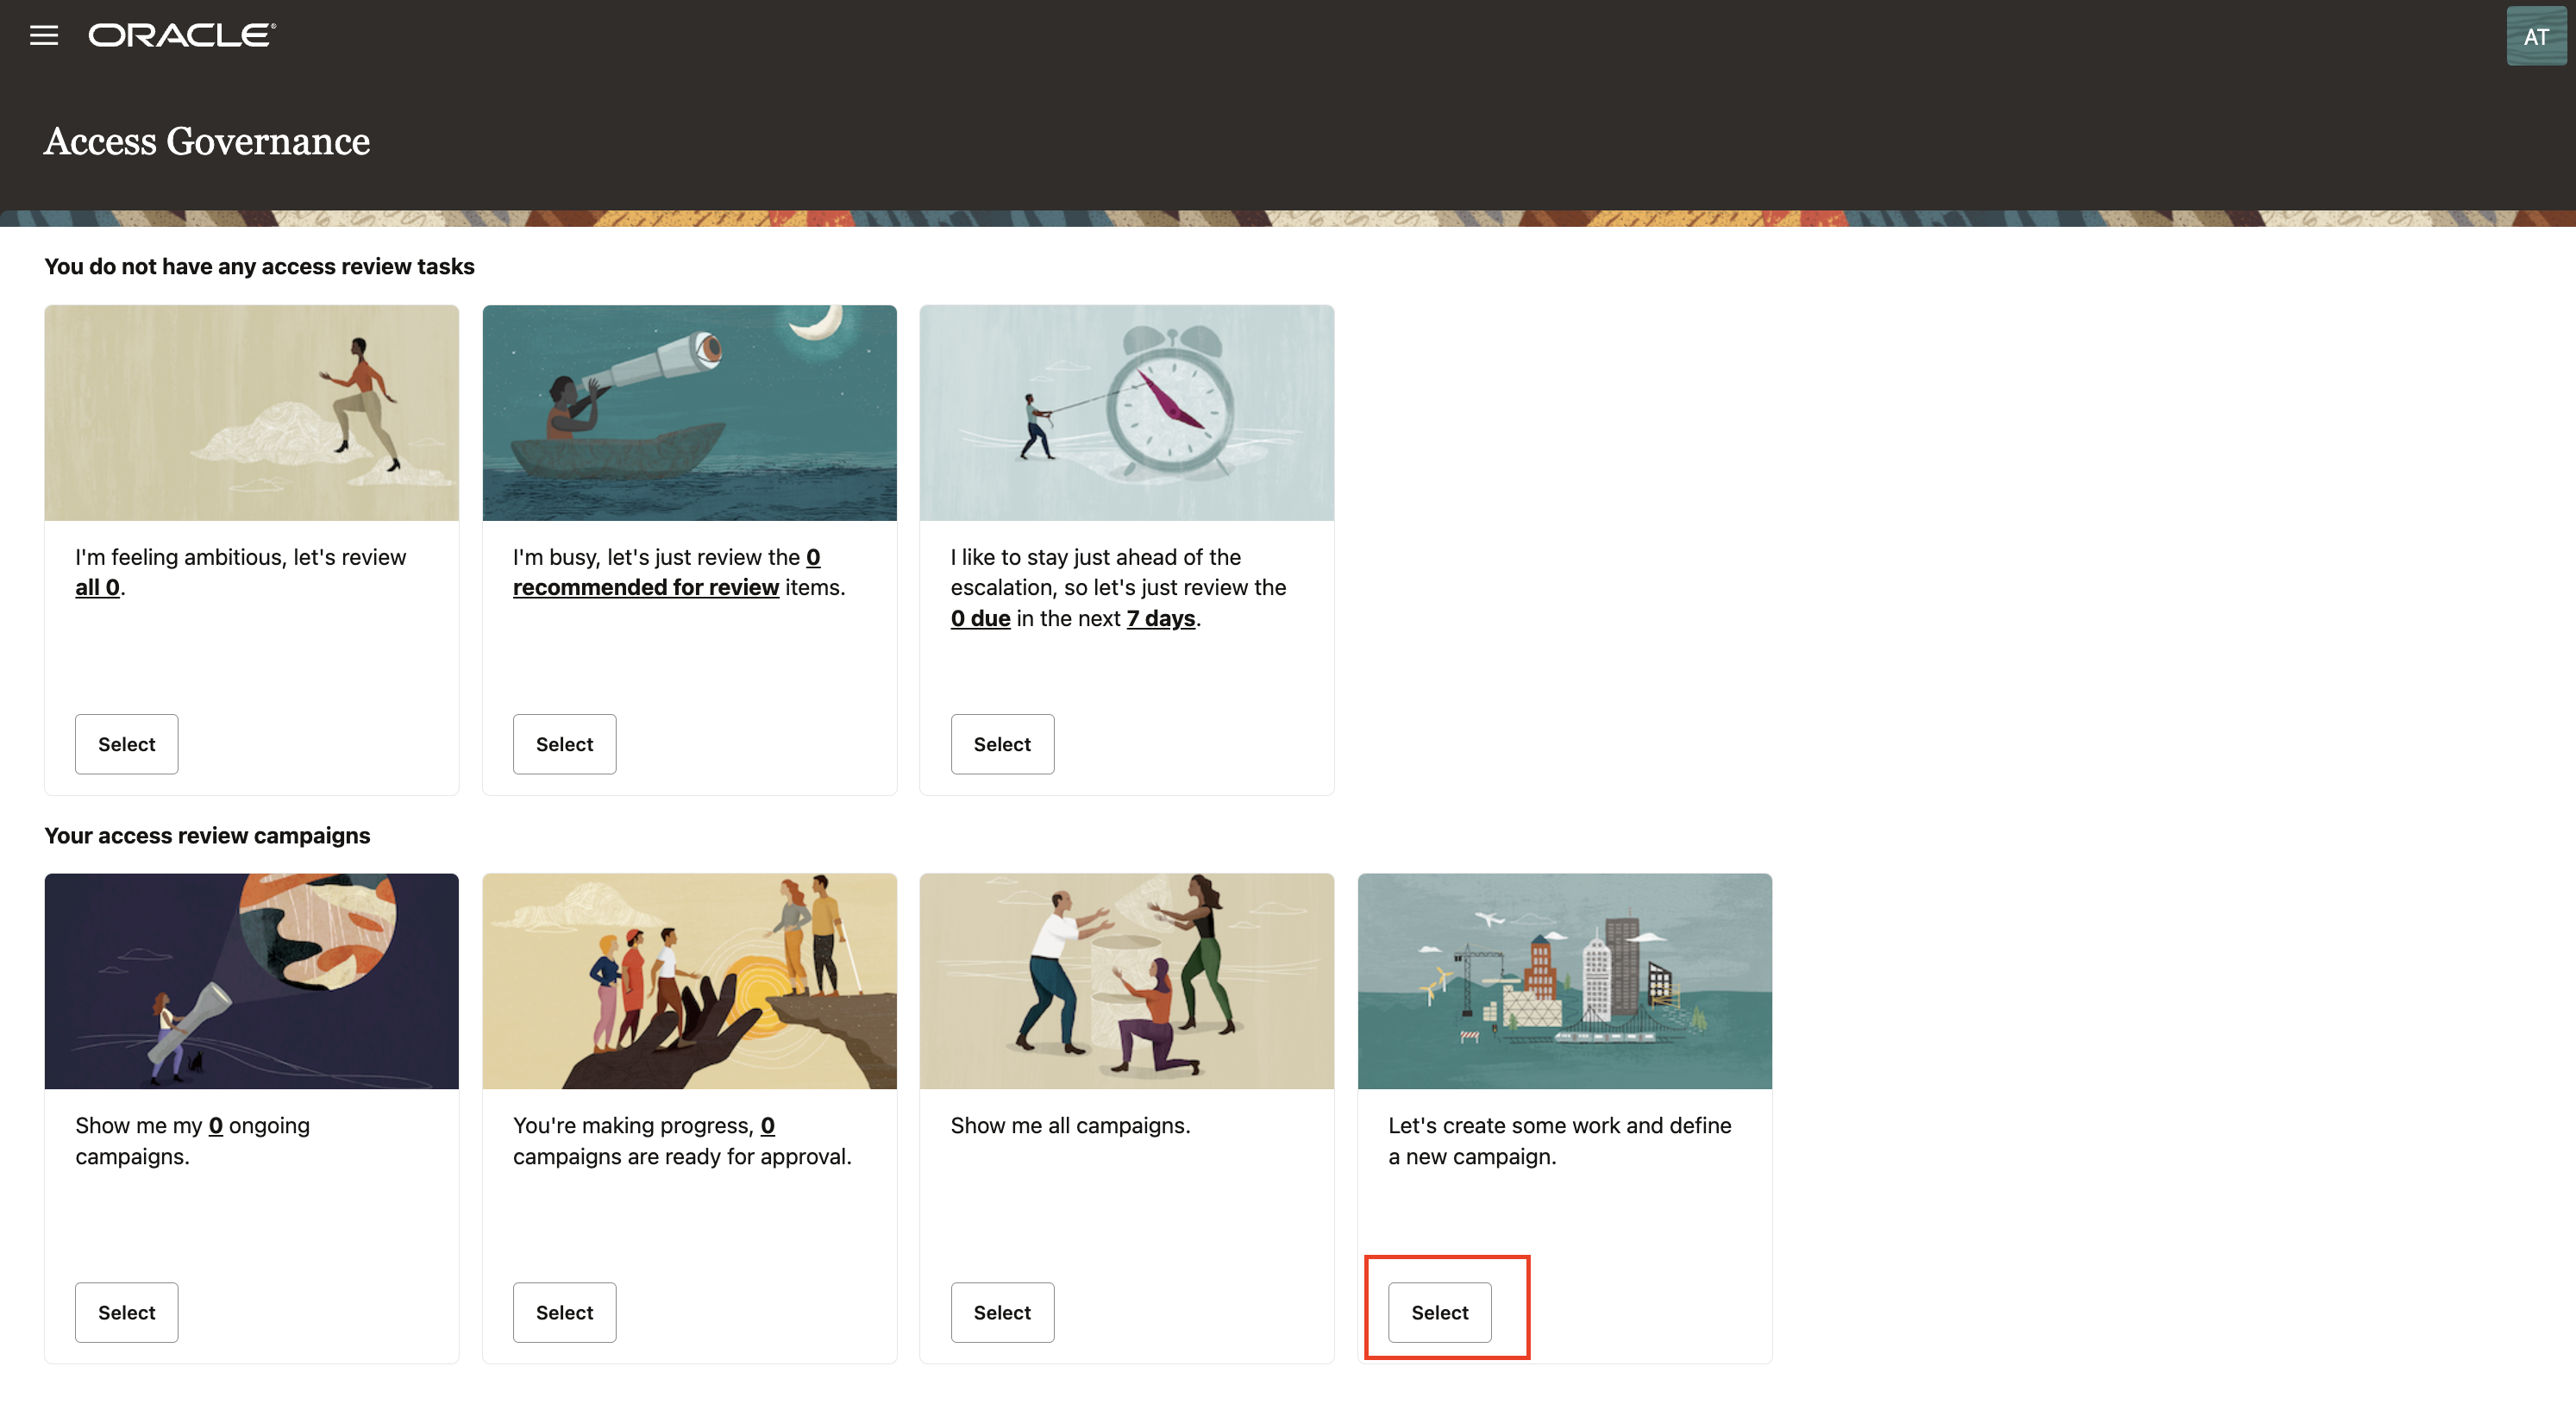 ORACLE
AT
Access Governance
You do not have any access review tasks
I'm feeling ambitious, let's review
all 0.
Select
I'm busy, let's just review the 0
recommended for review items.
Select
I like to stay just ahead of the
escalation, so let's just review the
0 due in the next 7 days.
Select
Your access review campaigns
Show me my 0 ongoing
campaigns.
Select
You're making progress, 0
campaigns are ready for approval.
Select
Show me all campaigns.
Select
Let's create some work and define
a new campaign.
Select